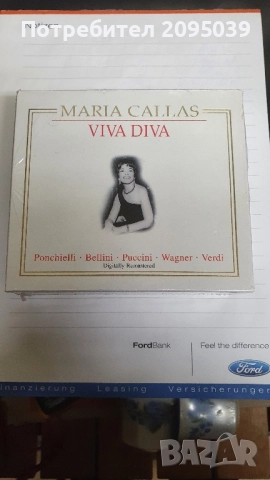 Потребител 2095039
MARIA CALLAS
VIVA DIVA
Ponchielli · Bellini · Puccini · Wagner · Verdi
Digitally Remastered
FordBank
Feel the difference
Ford
Finanzierung Leasing Versicherungen
BAZAR